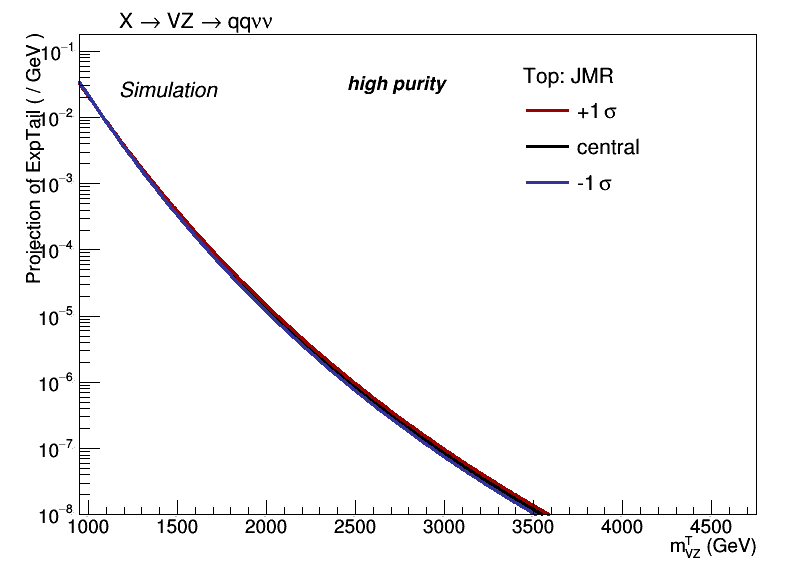 X → VZ → qqνν
Projection of ExpTail ( / GeV )
Simulation
high purity
Top: JMR
+1 σ
central
-1 σ
10⁻¹
10⁻²
10⁻³
10⁻⁴
10⁻⁵
10⁻⁶
10⁻⁷
10⁻⁸
1000 1500 2000 2500 3000 3500 4000 4500
m^T_VZ (GeV)